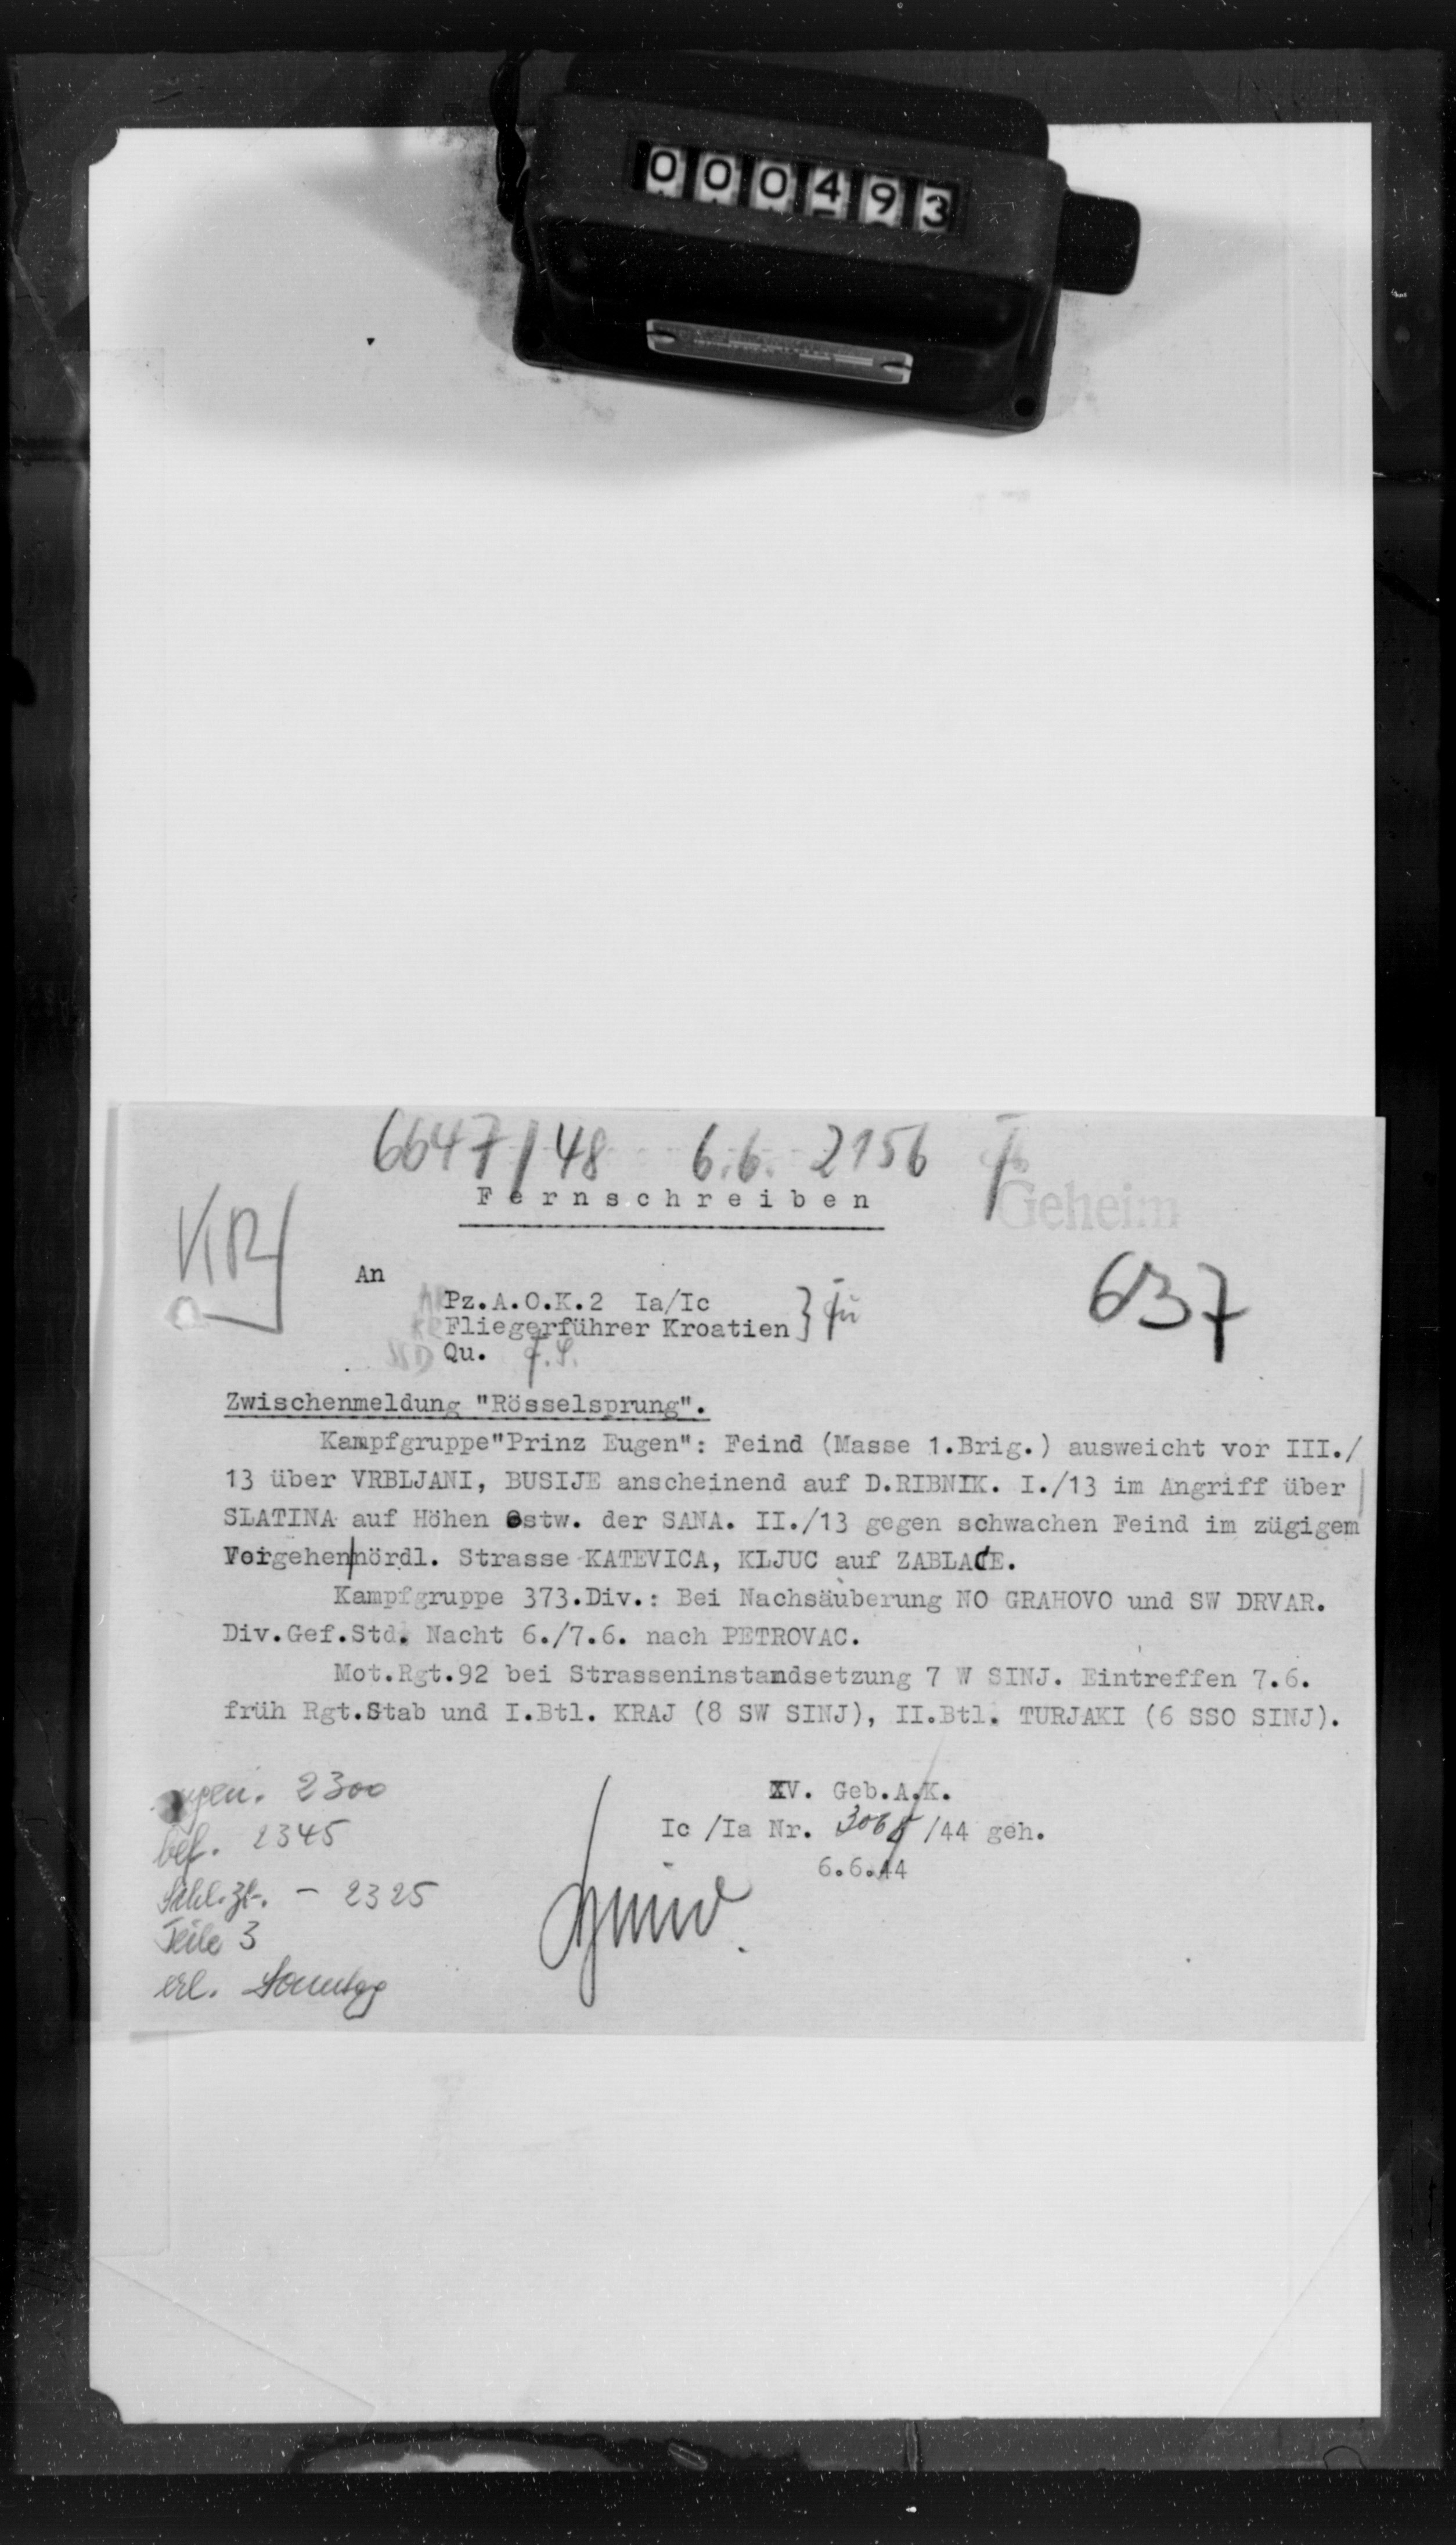 000493
6647/48 6.6. 2156
Fernschreiben
Geheim
KR
An
637
Pz.A.O.K.2 Ia/Ic
Fliegerführer Kroatien
Qu.
Zwischenmeldung "Rösselsprung".
Kampfgruppe"Prinz Eugen": Feind (Masse 1.Brig.) ausweicht vor III./
13 über VRBLJANI, BUSIJE anscheinend auf D.RIBNIK. I./13 im Angriff über
SLATINA auf Höhen ostw. der SANA. II./13 gegen schwachen Feind im zügigem
Vorgehen nördl. Strasse KATEVICA, KLJUC auf ZABLACE.
Kampfgruppe 373.Div.: Bei Nachsäuberung NO GRAHOVO und SW DRVAR.
Div.Gef.Std. Nacht 6./7.6. nach PETROVAC.
Mot.Rgt.92 bei Strasseninstandsetzung 7 W SINJ. Eintreffen 7.6.
früh Rgt.Stab und I.Btl. KRAJ (8 SW SINJ), II.Btl. TURJAKI (6 SSO SINJ).
XV. Geb.A.K.
Ic /Ia Nr. /44 geh.
6.6.44
2300
bef. 2345
- 2325
Teile 3
erl. Sonntag